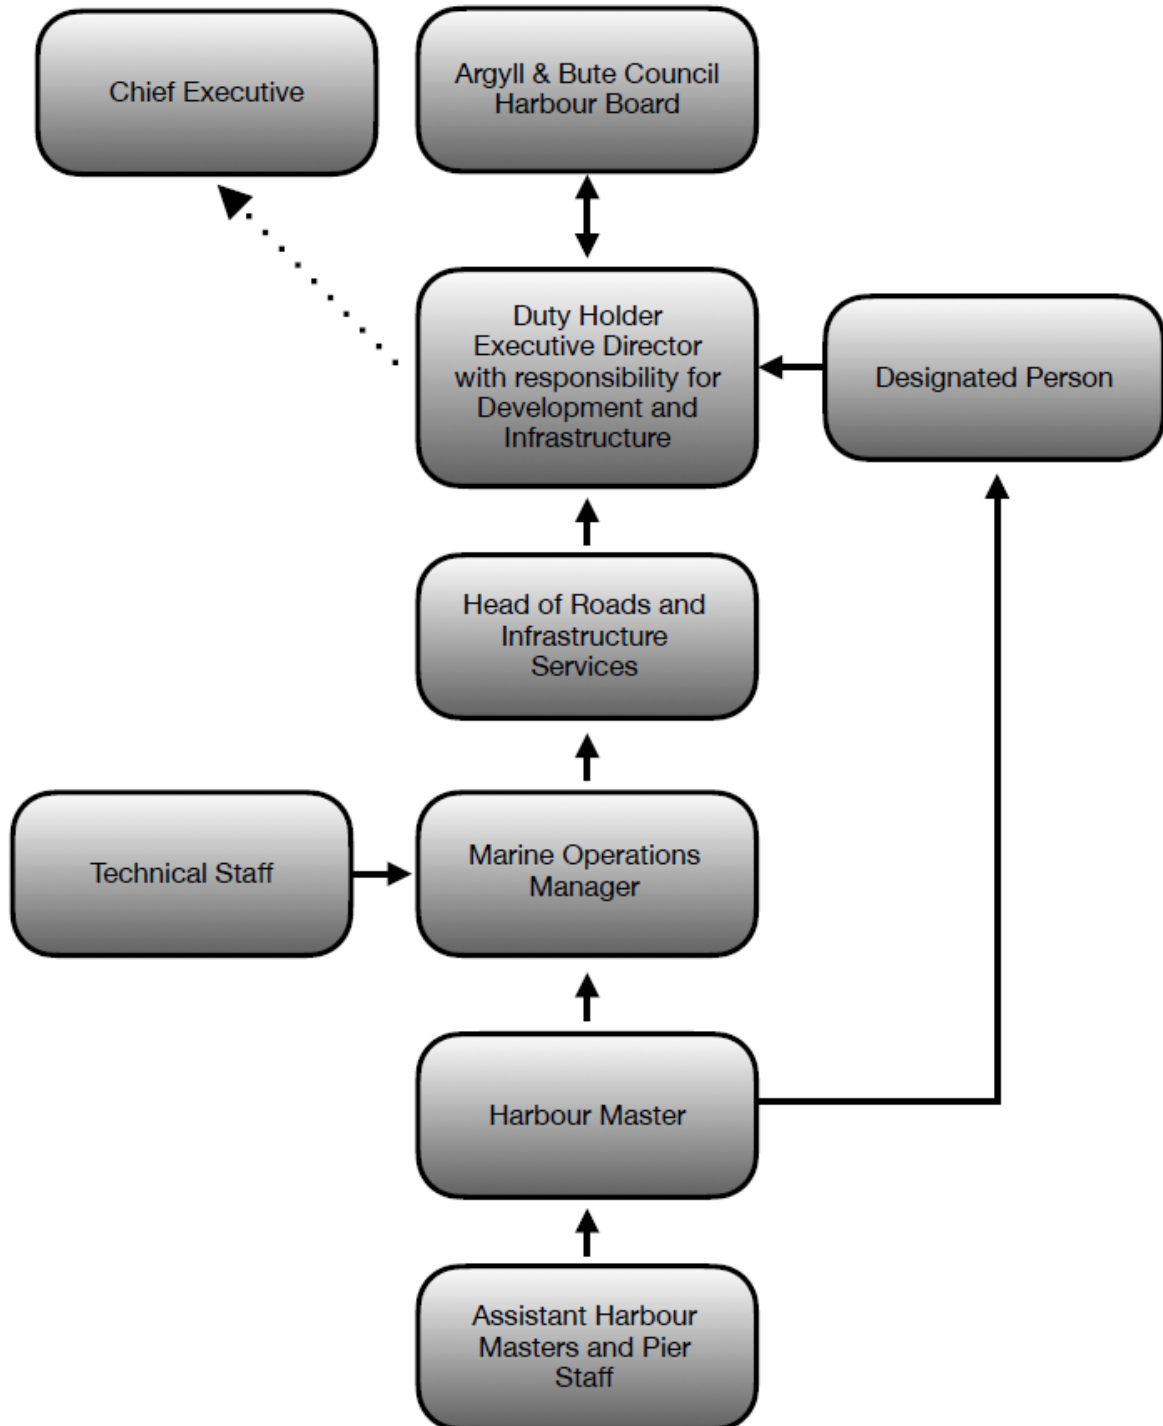 Chief Executive
Argyll & Bute Council
Harbour Board
Duty Holder
Executive Director
with responsibility for
Development and
Infrastructure
Designated Person
Head of Roads and
Infrastructure
Services
Technical Staff
Marine Operations
Manager
Harbour Master
Assistant Harbour
Masters and Pier
Staff